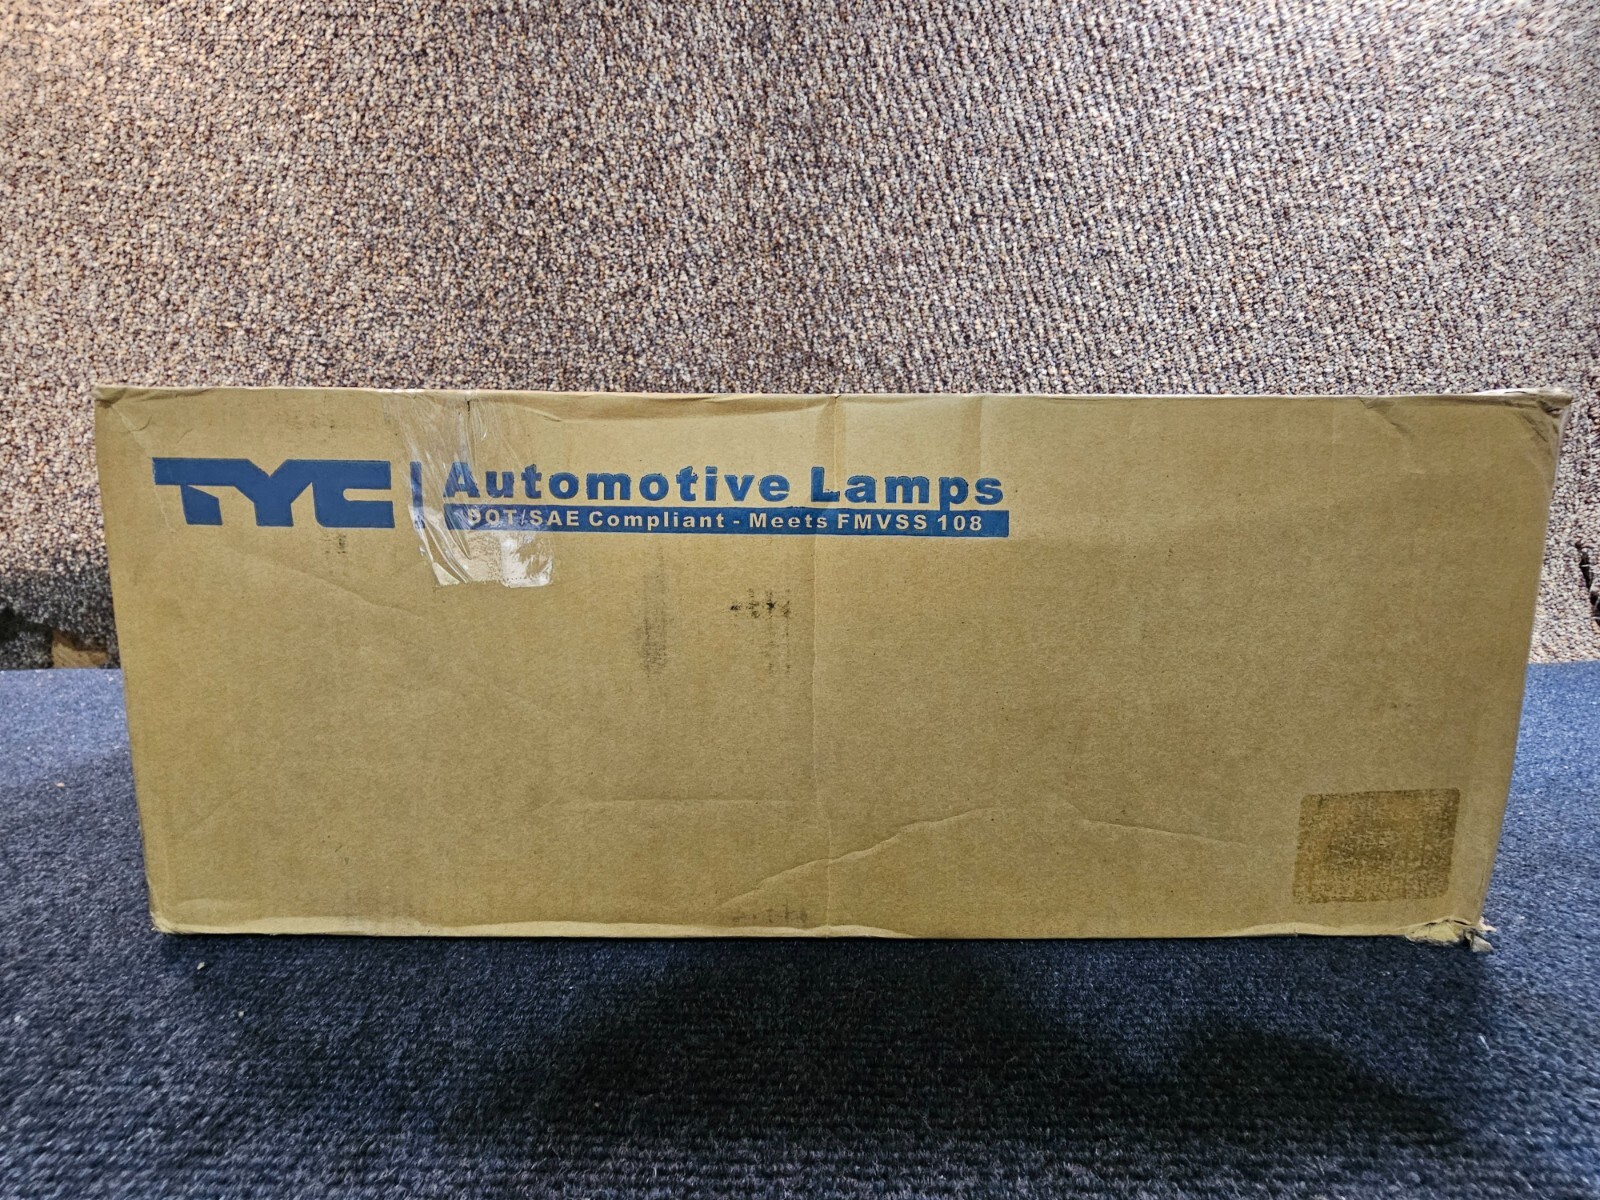 TYC | Automotive Lamps
DOT/SAE Compliant - Meets FMVSS 108